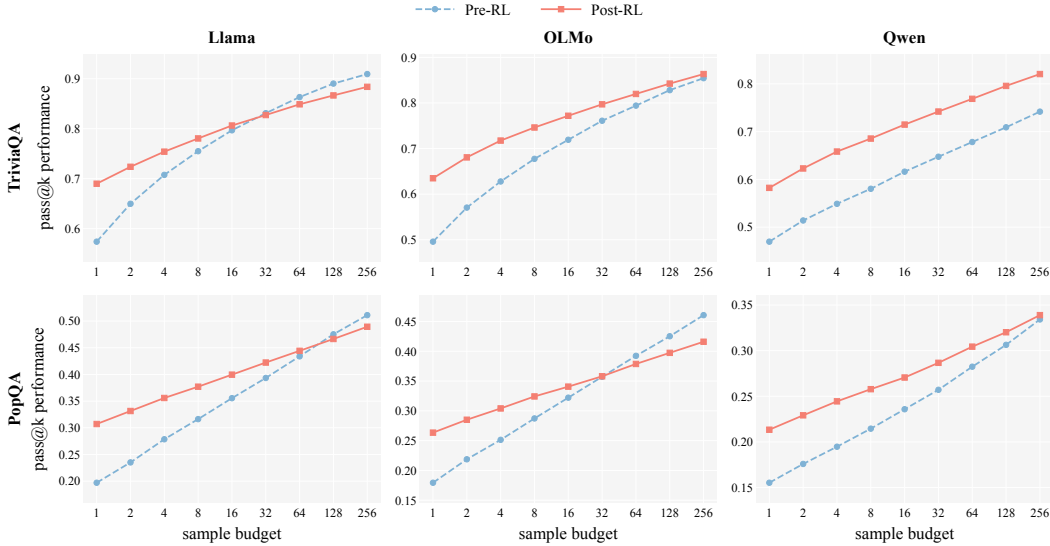 Pre-RL Post-RL
Llama OLMo Qwen
TriviaQA
pass@k performance
0.9
0.8
0.7
0.6
1 2 4 8 16 32 64 128 256
0.9
0.8
0.7
0.6
0.5
1 2 4 8 16 32 64 128 256
0.8
0.7
0.6
0.5
1 2 4 8 16 32 64 128 256
PopQA
pass@k performance
0.50
0.45
0.40
0.35
0.30
0.25
0.20
1 2 4 8 16 32 64 128 256
sample budget
0.45
0.40
0.35
0.30
0.25
0.20
0.15
1 2 4 8 16 32 64 128 256
sample budget
0.35
0.30
0.25
0.20
0.15
1 2 4 8 16 32 64 128 256
sample budget